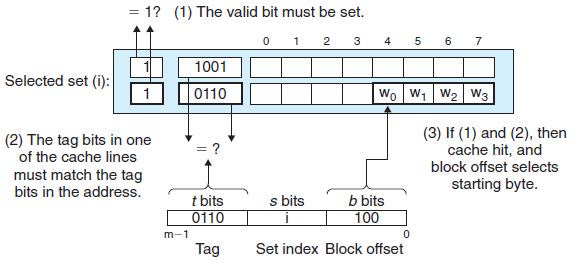 = 1? (1) The valid bit must be set.
0 1 2 3 4 5 6 7
1 1001
Selected set (i):
1 0110 w0 w1 w2 w3
(2) The tag bits in one
of the cache lines
must match the tag
bits in the address.
= ?
(3) If (1) and (2), then
cache hit, and
block offset selects
starting byte.
t bits s bits b bits
0110 i 100
m−1 0
Tag Set index Block offset